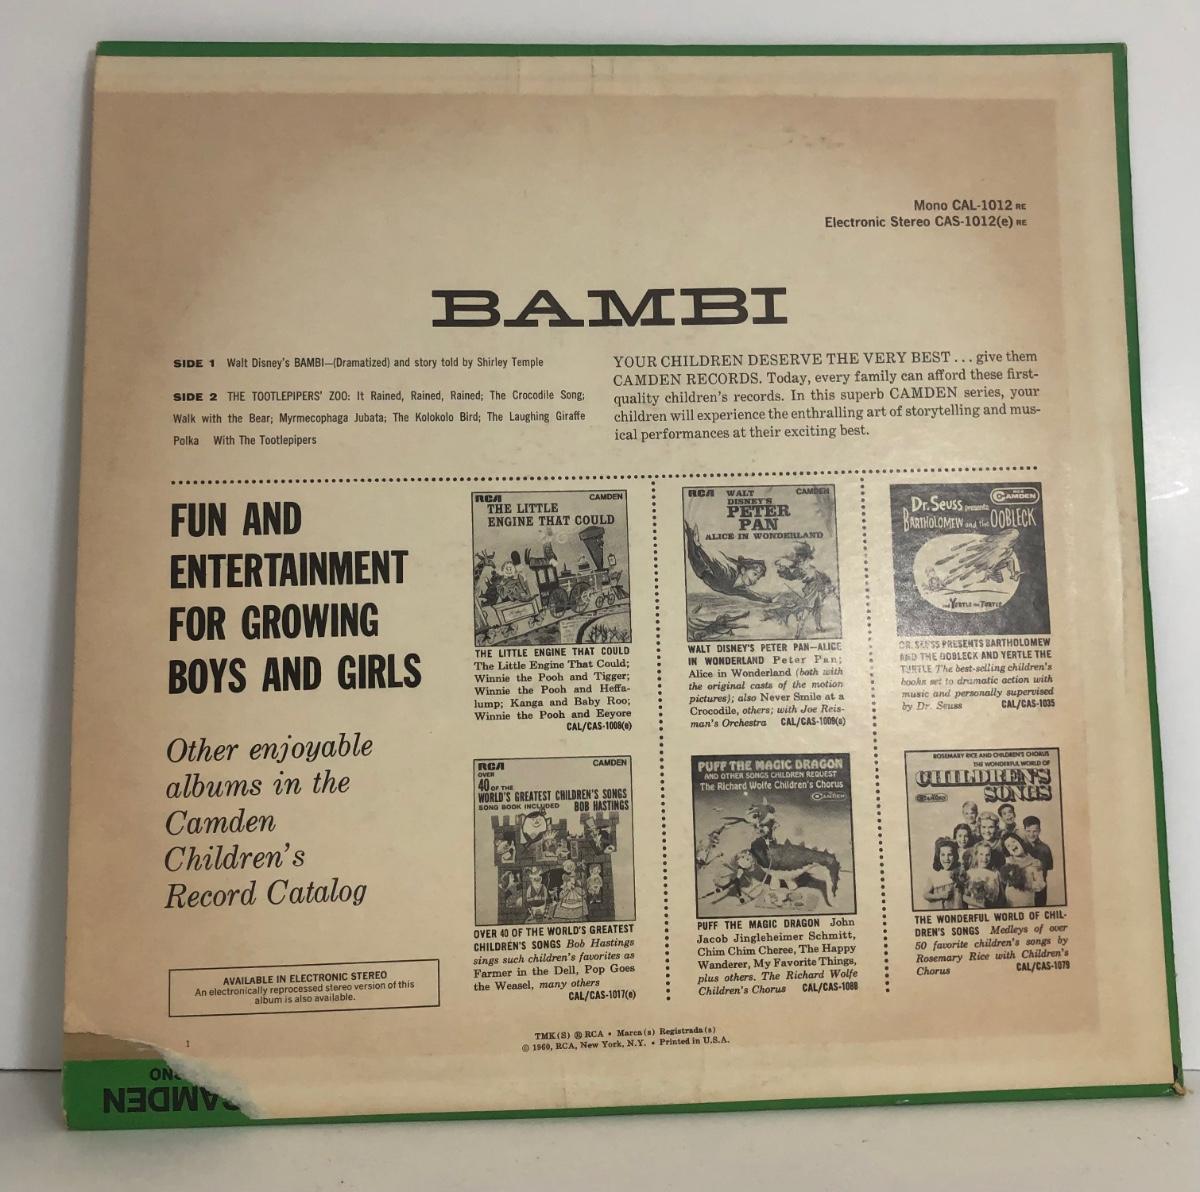 Mono CAL-1012 RE
Electronic Stereo CAS-1012(e) RE
BAMBI
SIDE 1 Walt Disney's BAMBI—(Dramatized) and story told by Shirley Temple
SIDE 2 THE TOOTLEPIPERS' ZOO: It Rained, Rained, Rained; The Crocodile Song;
Walk with the Bear; Myrmecophaga Jubata; The Kolokolo Bird; The Laughing Giraffe
Polka With The Tootlepipers
YOUR CHILDREN DESERVE THE VERY BEST . . . give them
CAMDEN RECORDS. Today, every family can afford these first-
quality children's records. In this superb CAMDEN series, your
children will experience the enthralling art of storytelling and mus-
ical performances at their exciting best.
FUN AND
ENTERTAINMENT
FOR GROWING
BOYS AND GIRLS
Other enjoyable
albums in the
Camden
Children's
Record Catalog
AVAILABLE IN ELECTRONIC STEREO
An electronically reprocessed stereo version of this
album is also available.
RCA CAMDEN
THE LITTLE
ENGINE THAT COULD
THE LITTLE ENGINE THAT COULD
The Little Engine That Could;
Winnie the Pooh and Tigger;
Winnie the Pooh and Heffa-
lump; Kanga and Baby Roo;
Winnie the Pooh and Eeyore
CAL/CAS-1008(e)
RCA WALT CAMDEN
DISNEY'S
PETER
PAN
ALICE IN WONDERLAND
WALT DISNEY'S PETER PAN—ALICE
IN WONDERLAND Peter Pan;
Alice in Wonderland (both with
the original casts of the motion
pictures); also Never Smile at a
Crocodile, others; with Joe Reis-
man's Orchestra CAL/CAS-1009(e)
RCA CAMDEN
Dr. Seuss presents
BARTHOLOMEW and the OOBLECK
and YERTLE the TURTLE
DR. SEUSS PRESENTS BARTHOLOMEW
AND THE OOBLECK AND YERTLE THE
TURTLE The best-selling children's
books set to dramatic action with
music and personally supervised
by Dr. Seuss CAL/CAS-1035
RCA CAMDEN
OVER
40 OF THE
WORLD'S GREATEST CHILDREN'S SONGS
SONG BOOK INCLUDED BOB HASTINGS
OVER 40 OF THE WORLD'S GREATEST
CHILDREN'S SONGS Bob Hastings
sings such children's favorites as
Farmer in the Dell, Pop Goes
the Weasel, many others
CAL/CAS-1017(e)
PUFF THE MAGIC DRAGON
AND OTHER SONGS CHILDREN REQUEST
The Richard Wolfe Children's Chorus
CAMDEN
PUFF THE MAGIC DRAGON John
Jacob Jingleheimer Schmitt,
Chim Chim Cheree, The Happy
Wanderer, My Favorite Things,
plus others. The Richard Wolfe
Children's Chorus CAL/CAS-1088
ROSEMARY RICE AND CHILDREN'S CHORUS
THE WONDERFUL WORLD OF
CHILDREN'S
SONGS
CAMDEN
THE WONDERFUL WORLD OF CHIL-
DREN'S SONGS Medleys of over
50 favorite children's songs by
Rosemary Rice with Children's
Chorus CAL/CAS-1079
TMK(S) ® RCA • Marca(s) Registrada(s)
© 1960, RCA, New York, N.Y. • Printed in U.S.A.
1
CAMDEN